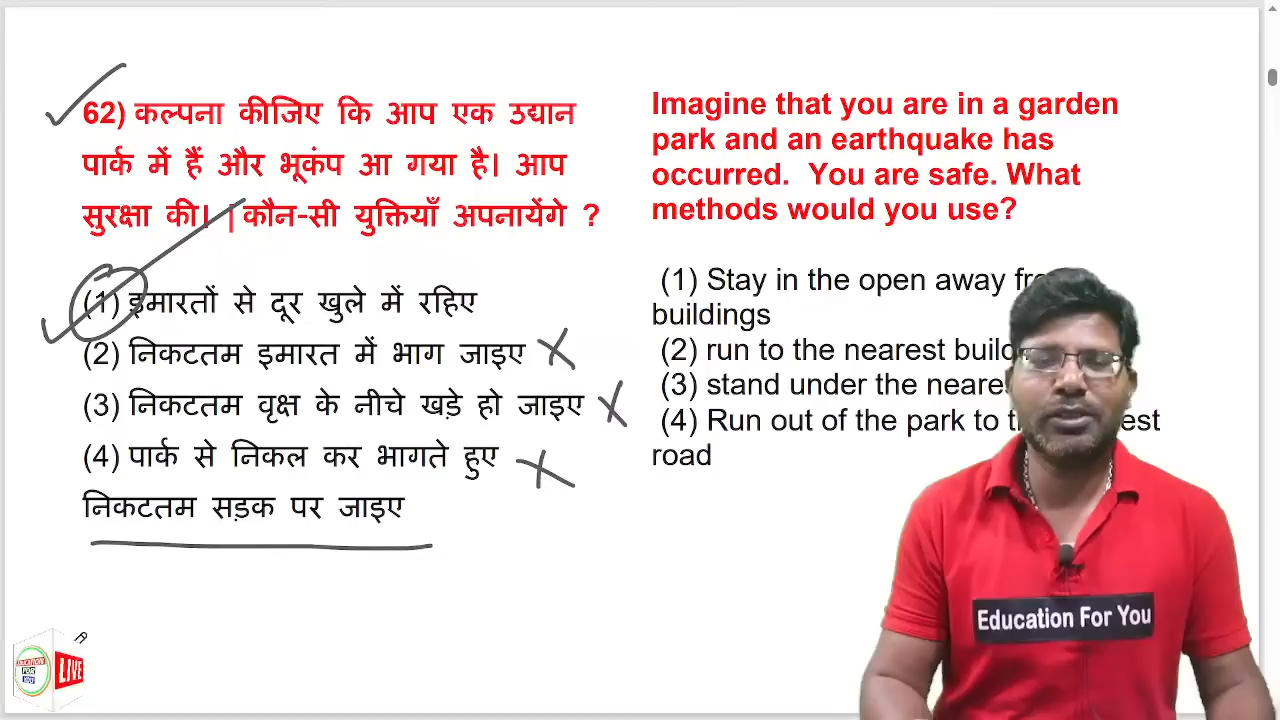 62) कल्पना कीजिए कि आप एक उद्यान
पार्क में हैं और भूकंप आ गया है। आप
सुरक्षा की। |कौन-सी युक्तियाँ अपनायेंगे ?
(1) इमारतों से दूर खुले में रहिए
(2) निकटतम इमारत में भाग जाइए
(3) निकटतम वृक्ष के नीचे खड़े हो जाइए
(4) पार्क से निकल कर भागते हुए
निकटतम सड़क पर जाइए
Imagine that you are in a garden
park and an earthquake has
occurred. You are safe. What
methods would you use?
(1) Stay in the open away
buildings
(2) run to the nearest
(3) stand under the
(4) Run out of the park to
road
Education For You
EDUCATION
FOR
YOU
LIVE